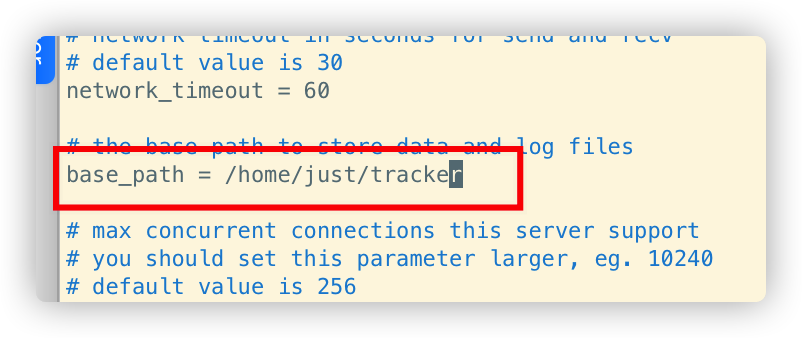 # network timeout in seconds for send and recv
# default value is 30
network_timeout = 60
# the base path to store data and log files
base_path = /home/just/tracker
# max concurrent connections this server support
# you should set this parameter larger, eg. 10240
# default value is 256